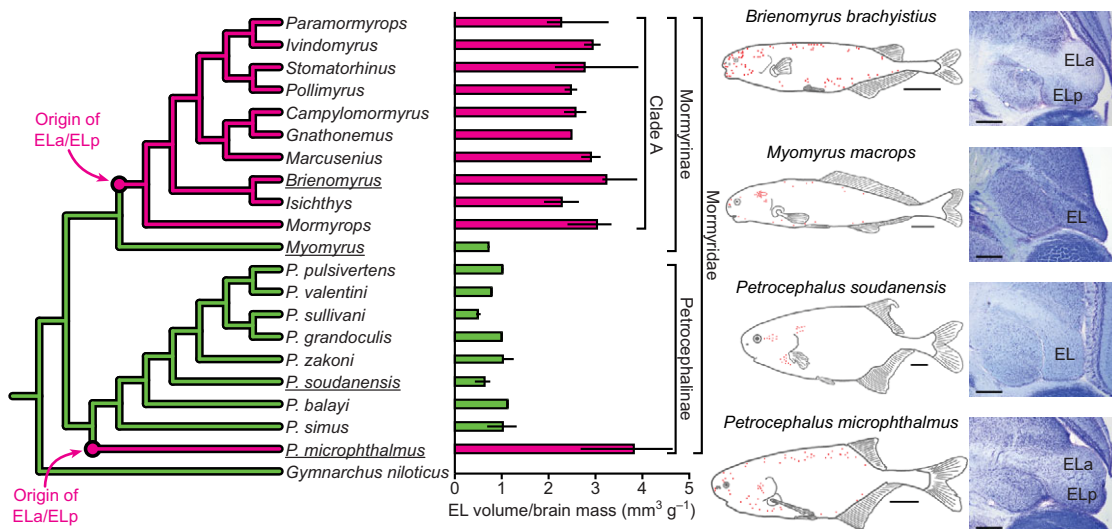 Paramormyrops
Ivindomyrus
Stomatorhinus
Pollimyrus
Campylomormyrus
Gnathonemus
Marcusenius
Brienomyrus
Isichthys
Mormyrops
Myomyrus
P. pulsivertens
P. valentini
P. sullivani
P. grandoculis
P. zakoni
P. soudanensis
P. balayi
P. simus
P. microphthalmus
Gymnarchus niloticus
Origin of
ELa/ELp
Origin of
ELa/ELp
0 1 2 3 4 5
EL volume/brain mass (mm³ g⁻¹)
Clade A
Mormyrinae
Petrocephalinae
Mormyridae
Brienomyrus brachyistius
ELa
ELp
Myomyrus macrops
EL
Petrocephalus soudanensis
EL
Petrocephalus microphthalmus
ELa
ELp